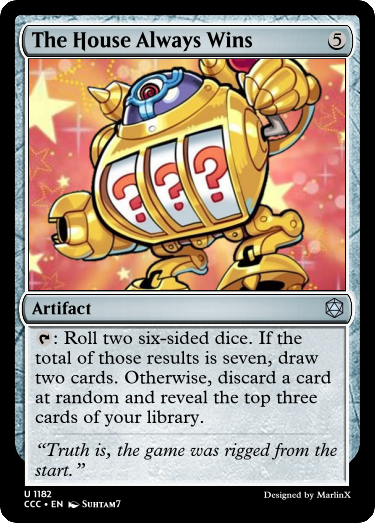 The House Always Wins 5
? ? ?
Artifact
: Roll two six-sided dice. If the
total of those results is seven, draw
two cards. Otherwise, discard a card
at random and reveal the top three
cards of your library.
“Truth is, the game was rigged from the
start.”
U 1182
CCC • EN SUHTAM7
Designed by MarlinX